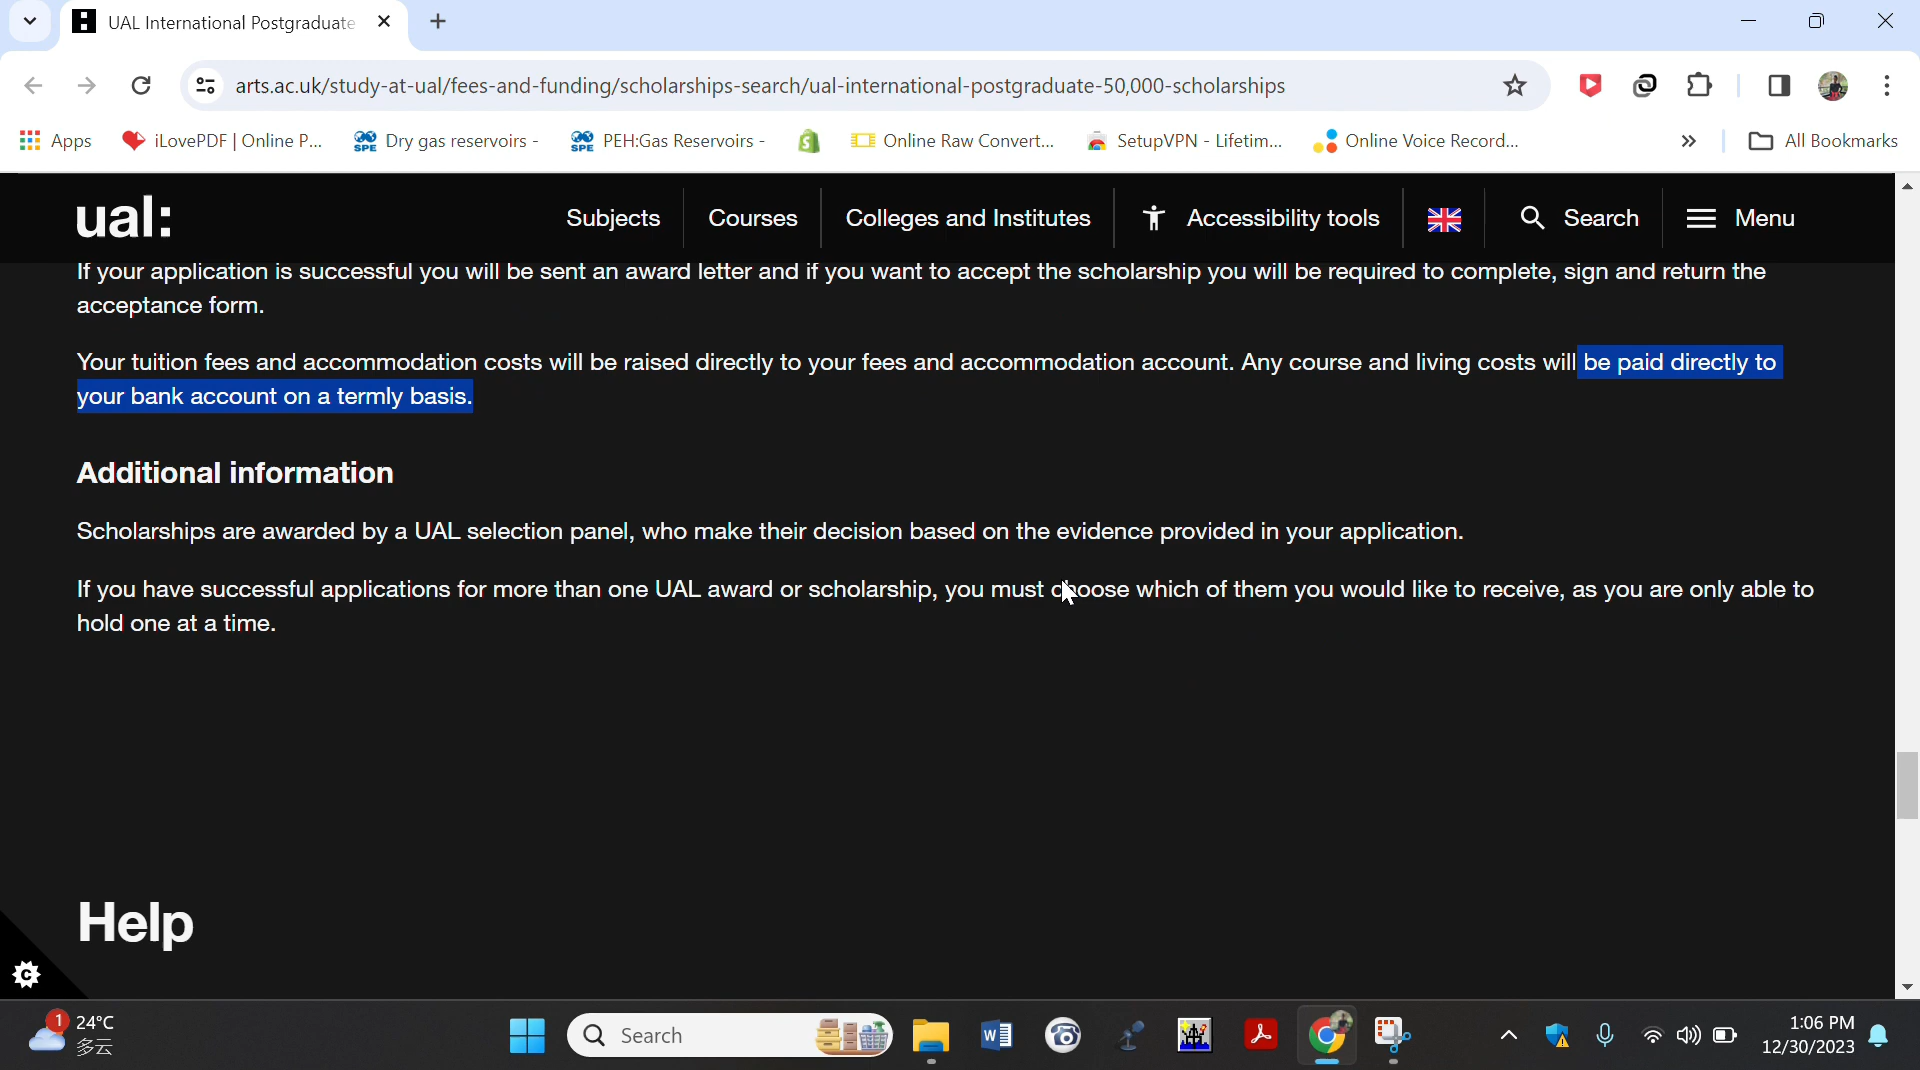 UAL International Postgraduate
arts.ac.uk/study-at-ual/fees-and-funding/scholarships-search/ual-international-postgraduate-50,000-scholarships
Apps
iLovePDF | Online P...
SPE
Dry gas reservoirs -
SPE
PEH:Gas Reservoirs -
Online Raw Convert...
SetupVPN - Lifetim...
Online Voice Record...
All Bookmarks
ual:
Subjects
Courses
Colleges and Institutes
Accessibility tools
Search
Menu
If your application is successful you will be sent an award letter and if you want to accept the scholarship you will be required to complete, sign and return the
acceptance form.
Your tuition fees and accommodation costs will be raised directly to your fees and accommodation account. Any course and living costs will be paid directly to
your bank account on a termly basis.
Additional information
Scholarships are awarded by a UAL selection panel, who make their decision based on the evidence provided in your application.
If you have successful applications for more than one UAL award or scholarship, you must choose which of them you would like to receive, as you are only able to
hold one at a time.
Help
C
1
24°C
多云
Search
1:06 PM
12/30/2023